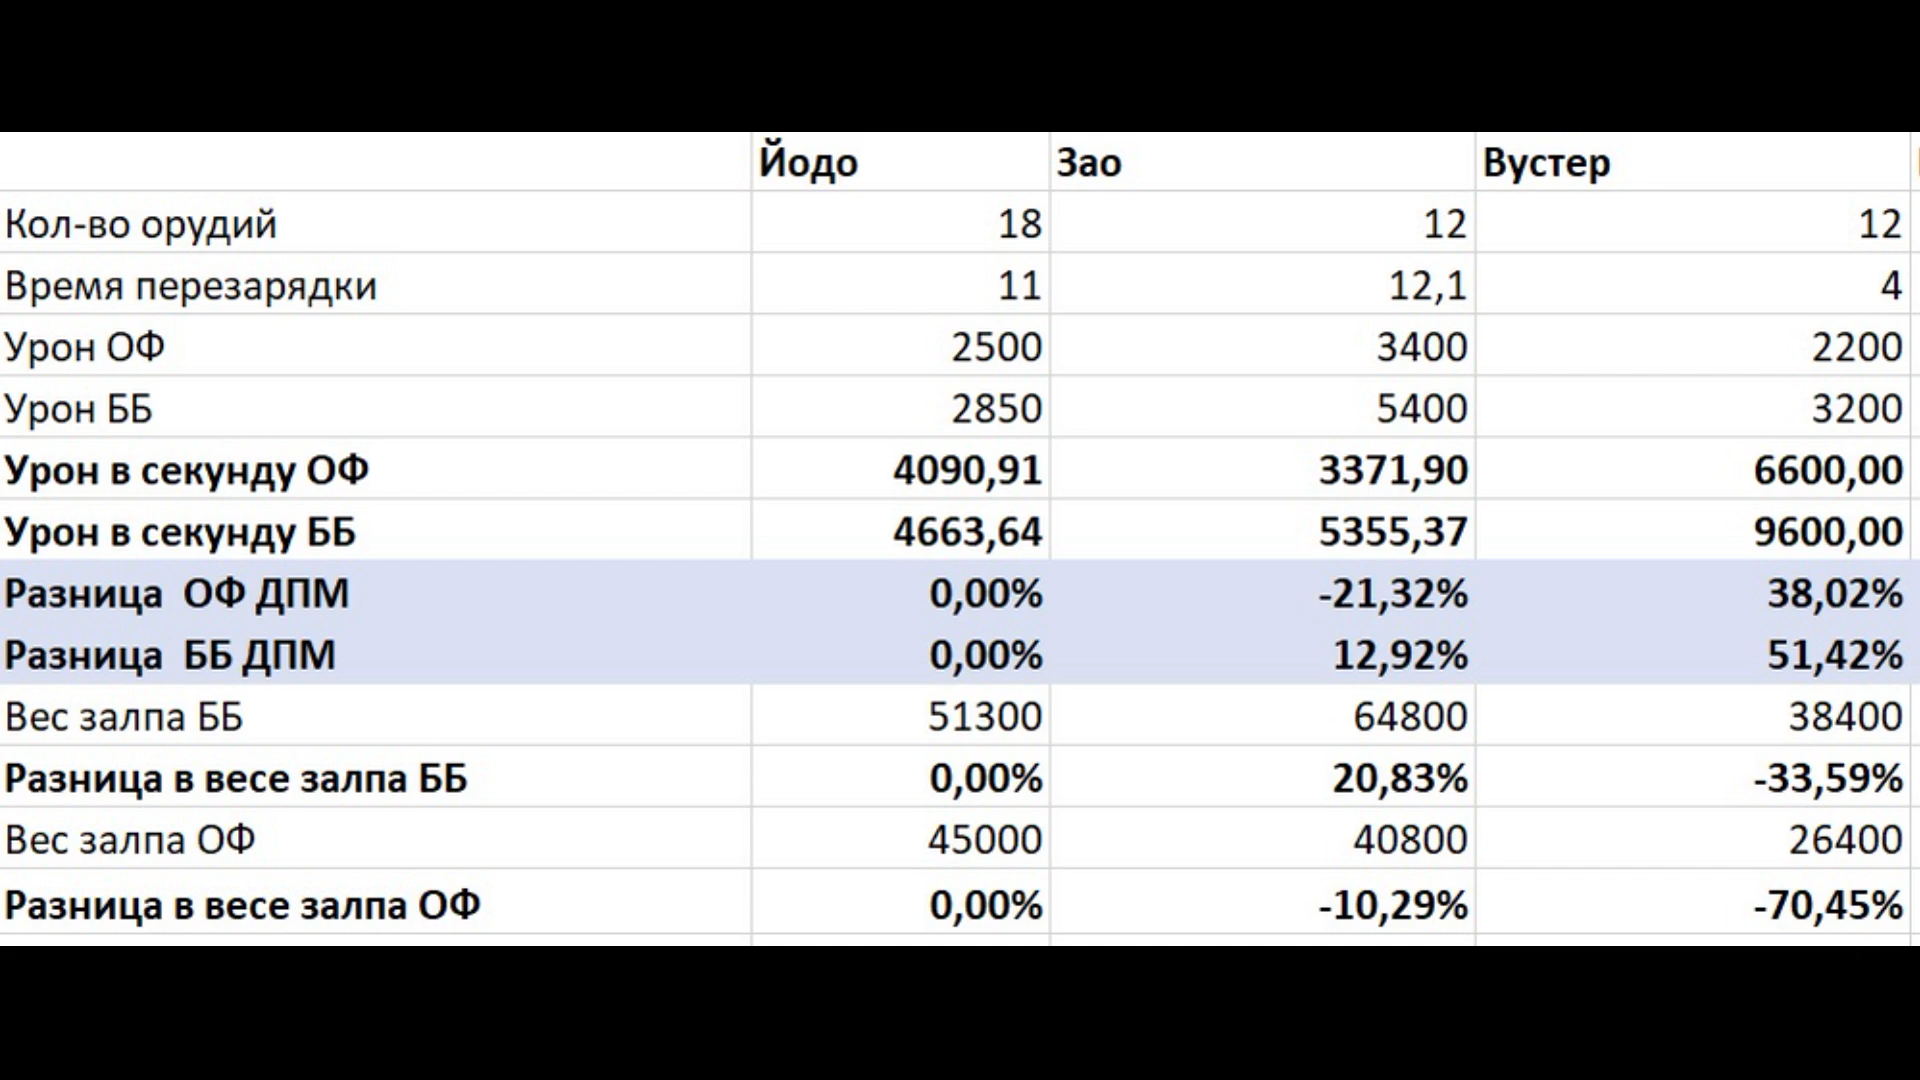 Йодо Зао Вустер
Кол-во орудий 18 12 12
Время перезарядки 11 12,1 4
Урон ОФ 2500 3400 2200
Урон ББ 2850 5400 3200
Урон в секунду ОФ 4090,91 3371,90 6600,00
Урон в секунду ББ 4663,64 5355,37 9600,00
Разница ОФ ДПМ 0,00% -21,32% 38,02%
Разница ББ ДПМ 0,00% 12,92% 51,42%
Вес залпа ББ 51300 64800 38400
Разница в весе залпа ББ 0,00% 20,83% -33,59%
Вес залпа ОФ 45000 40800 26400
Разница в весе залпа ОФ 0,00% -10,29% -70,45%